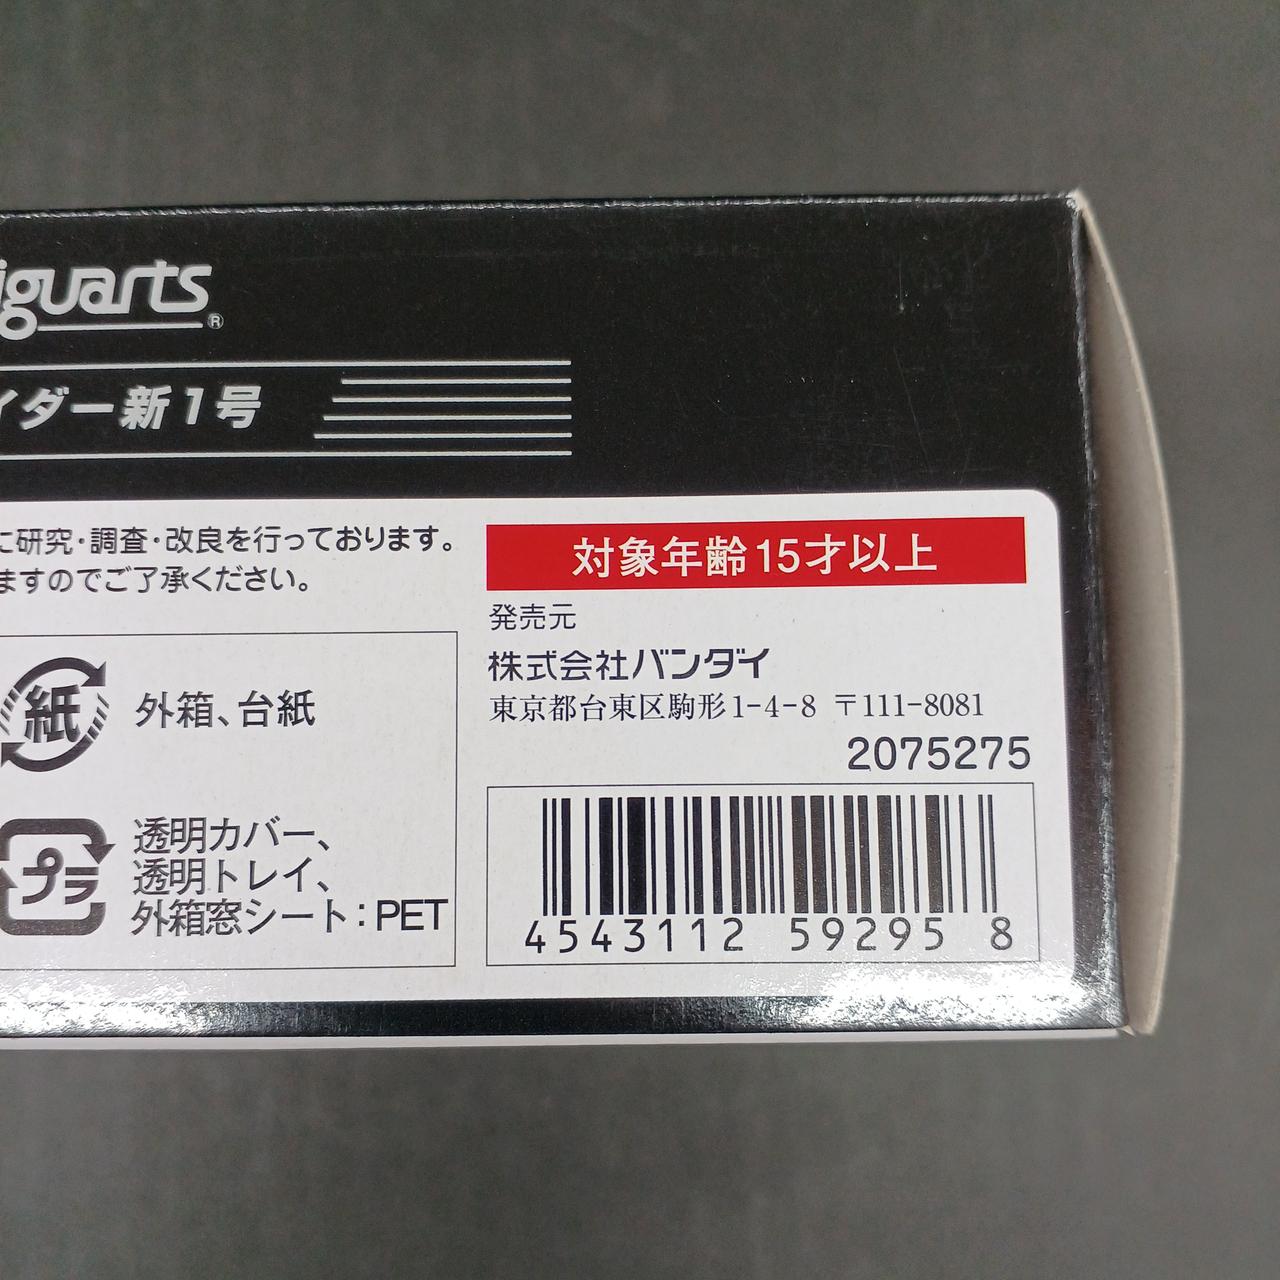 iguarts®
イダー新1号
に研究・調査・改良を行っております。
ますのでご了承ください。
紙
外箱、台紙
プラ
透明カバー、
透明トレイ、
外箱窓シート：PET
対象年齢15才以上
発売元
株式会社バンダイ
東京都台東区駒形1-4-8 〒111-8081
2075275
4543112 59295 8